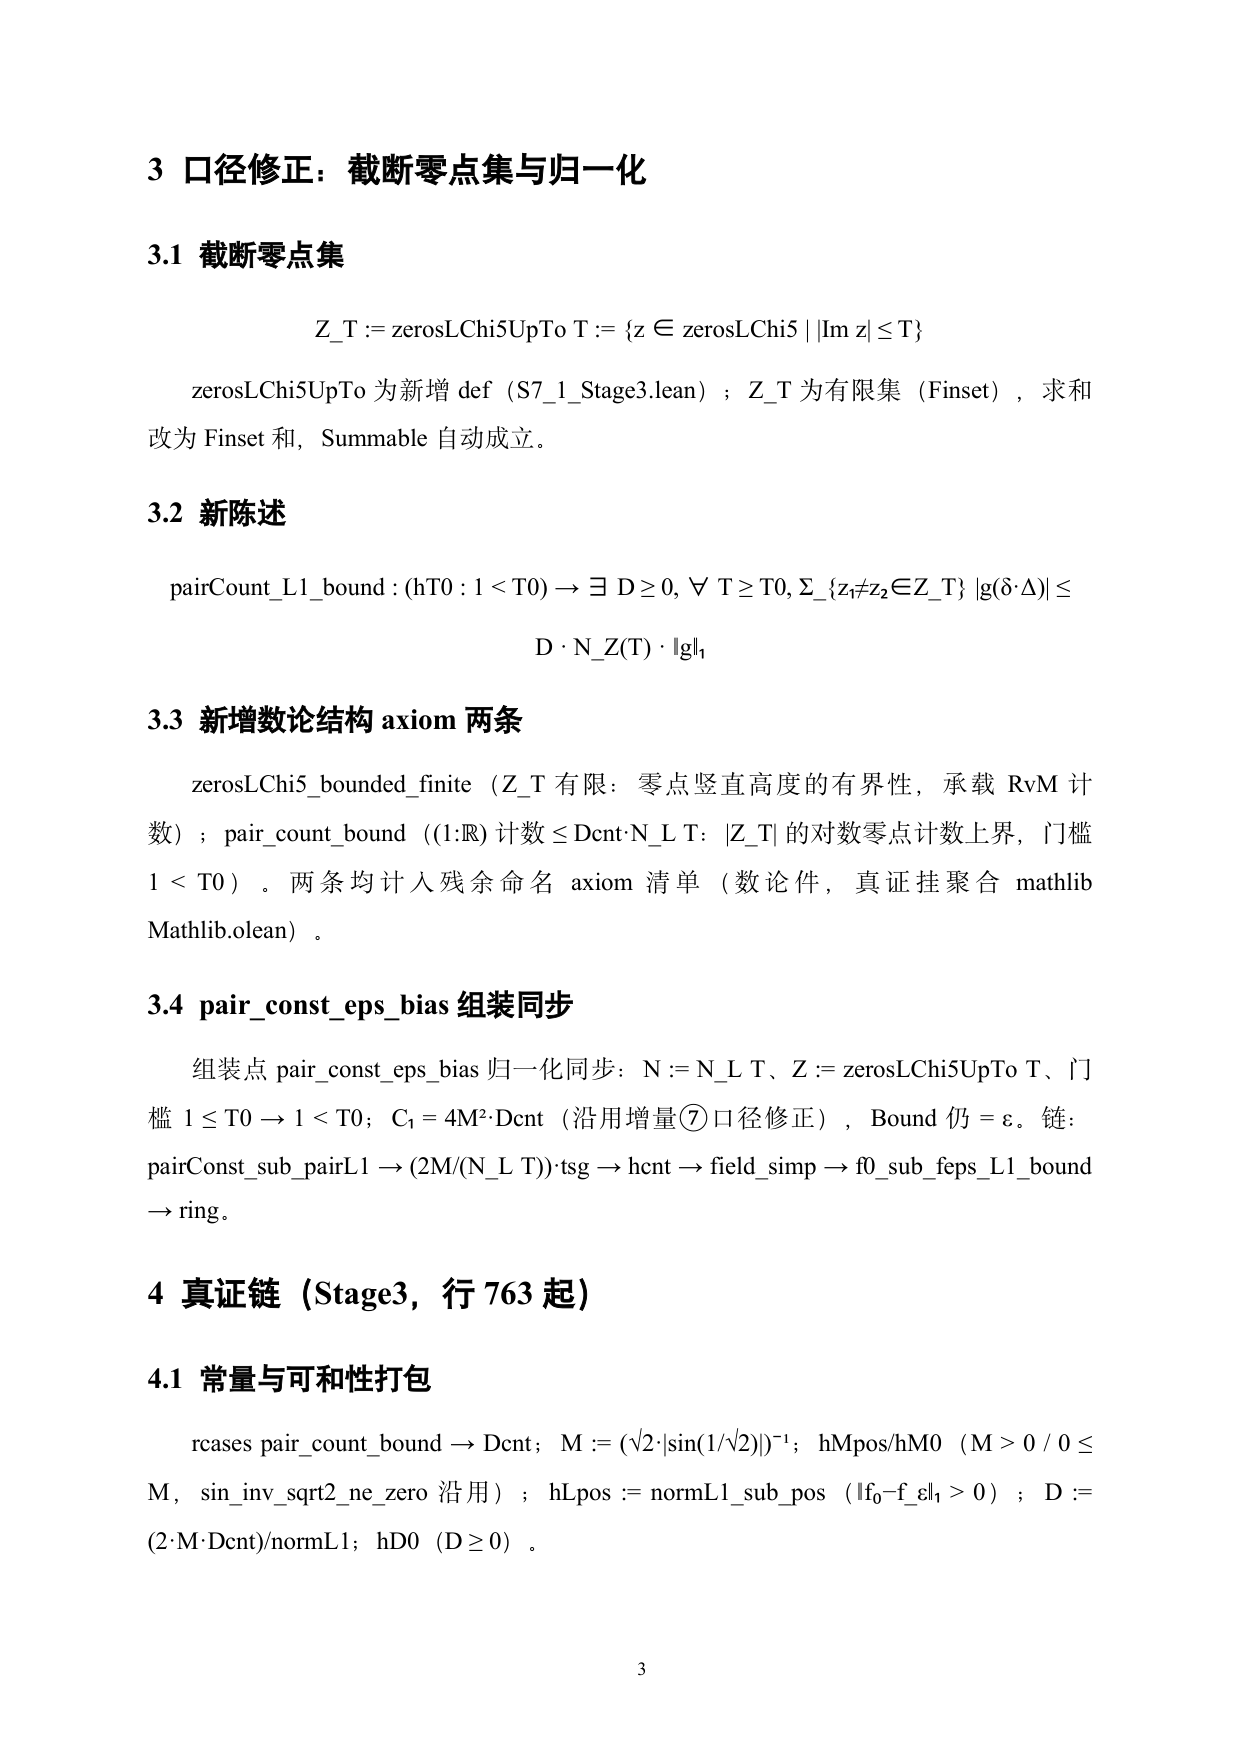 3 口径修正：截断零点集与归一化
3.1 截断零点集
Z_T := zerosLChi5UpTo T := {z ∈ zerosLChi5 | |Im z| ≤ T}
zerosLChi5UpTo 为新增 def（S7_1_Stage3.lean）；Z_T 为有限集（Finset），求和
改为 Finset 和，Summable 自动成立。
3.2 新陈述
pairCount_L1_bound : (hT0 : 1 < T0) → ∃ D ≥ 0, ∀ T ≥ T0, Σ_{z₁≠z₂∈Z_T} |g(δ·Δ)| ≤
D · N_Z(T) · ‖g‖₁
3.3 新增数论结构 axiom 两条
zerosLChi5_bounded_finite（Z_T 有限：零点竖直高度的有界性，承载 RvM 计
数）；pair_count_bound（(1:ℝ) 计数 ≤ Dcnt·N_L T：|Z_T| 的对数零点计数上界，门槛
1 < T0）。两条均计入残余命名 axiom 清单（数论件，真证挂聚合 mathlib
Mathlib.olean）。
3.4 pair_const_eps_bias 组装同步
组装点 pair_const_eps_bias 归一化同步：N := N_L T、Z := zerosLChi5UpTo T、门
槛 1 ≤ T0 → 1 < T0；C₁ = 4M²·Dcnt（沿用增量⑦口径修正），Bound 仍 = ε。链：
pairConst_sub_pairL1 → (2M/(N_L T))·tsg → hcnt → field_simp → f0_sub_feps_L1_bound
→ ring。
4 真证链（Stage3，行 763 起）
4.1 常量与可和性打包
rcases pair_count_bound → Dcnt；M := (√2·|sin(1/√2)|)⁻¹；hMpos/hM0（M > 0 / 0 ≤
M，sin_inv_sqrt2_ne_zero 沿用）；hLpos := normL1_sub_pos（‖f₀−f_ε‖₁ > 0）；D :=
(2·M·Dcnt)/normL1；hD0（D ≥ 0）。
3